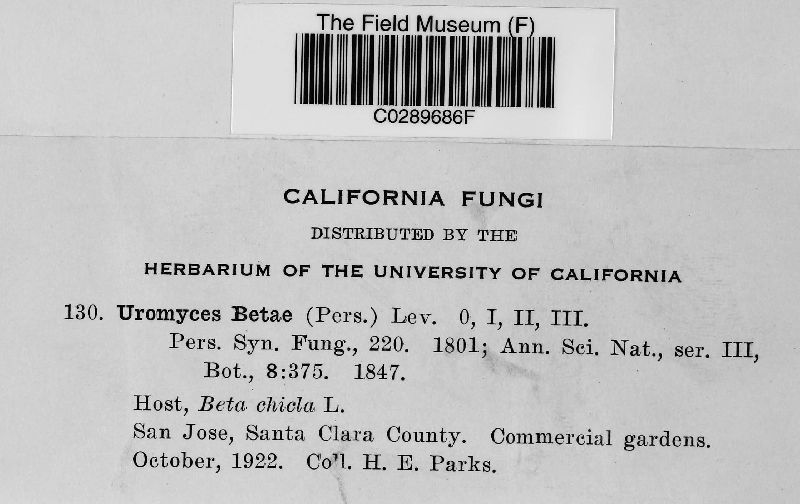 The Field Museum (F)
C0289686F
CALIFORNIA FUNGI
DISTRIBUTED BY THE
HERBARIUM OF THE UNIVERSITY OF CALIFORNIA
130. Uromyces Betae (Pers.) Lev. 0, I, II, III.
Pers. Syn. Fung., 220. 1801; Ann. Sci. Nat., ser. III,
Bot., 8:375. 1847.
Host, Beta chicla L.
San Jose, Santa Clara County. Commercial gardens.
October, 1922. Co'l. H. E. Parks.